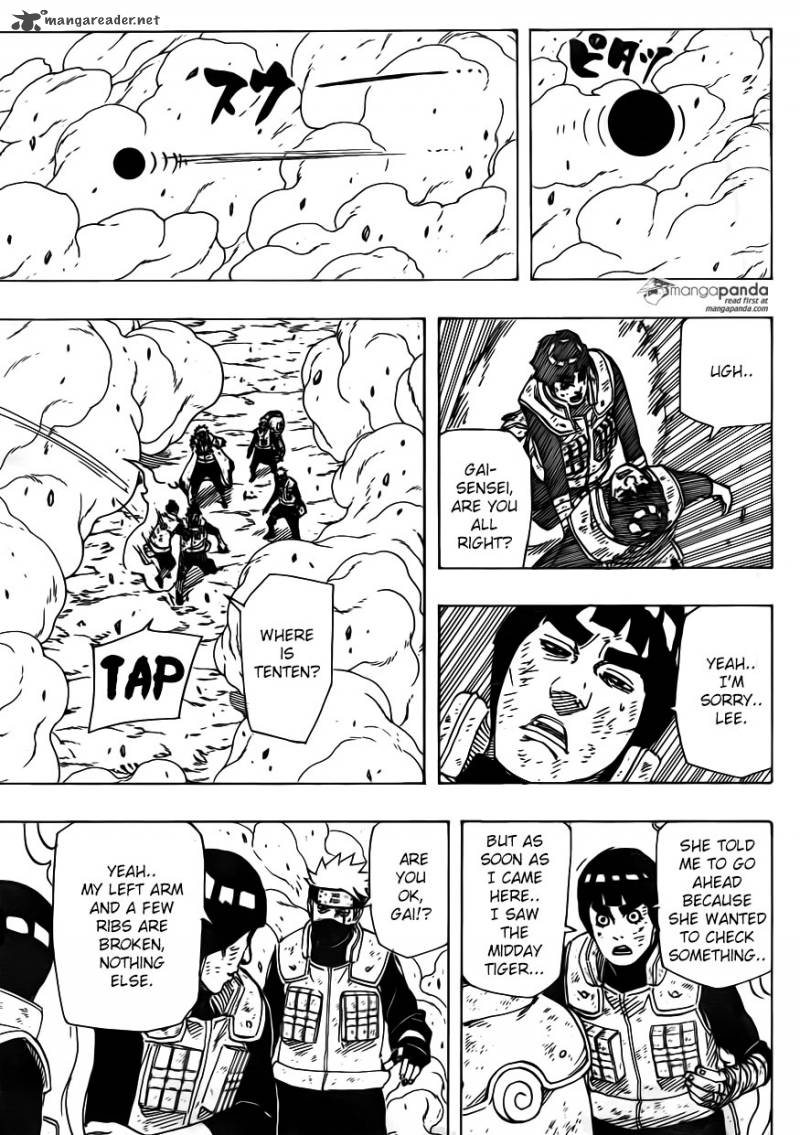 mangareader.net
ピタッ
スウ
mangapanda
read first at
mangapanda.com
UGH..
GAI-
SENSEI,
ARE YOU
ALL
RIGHT?
WHERE
IS
TENTEN?
TAP
YEAH..
I'M
SORRY..
LEE.
SHE TOLD
ME TO GO
AHEAD
BECAUSE
SHE WANTED
TO CHECK
SOMETHING..
BUT AS
SOON AS
I CAME
HERE..
I SAW
THE
MIDDAY
TIGER...
ARE
YOU
OK,
GAI!?
YEAH..
MY LEFT ARM
AND A FEW
RIBS ARE
BROKEN,
NOTHING
ELSE.